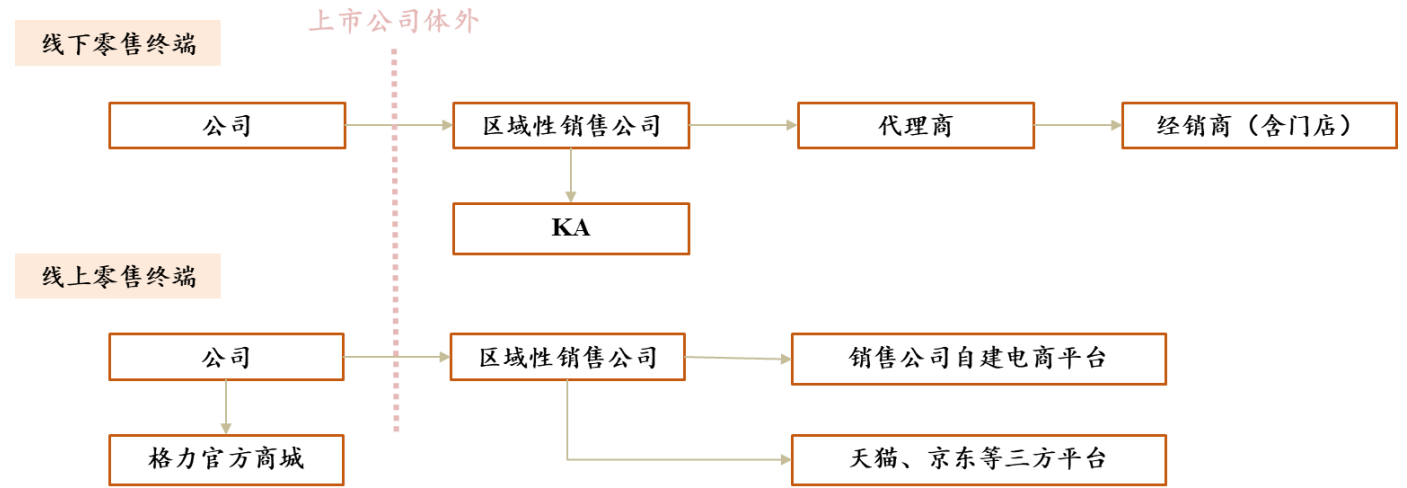 上市公司体外
线下零售终端
公司
区域性销售公司
代理商
经销商（含门店）
KA
线上零售终端
公司
区域性销售公司
销售公司自建电商平台
格力官方商城
天猫、京东等三方平台